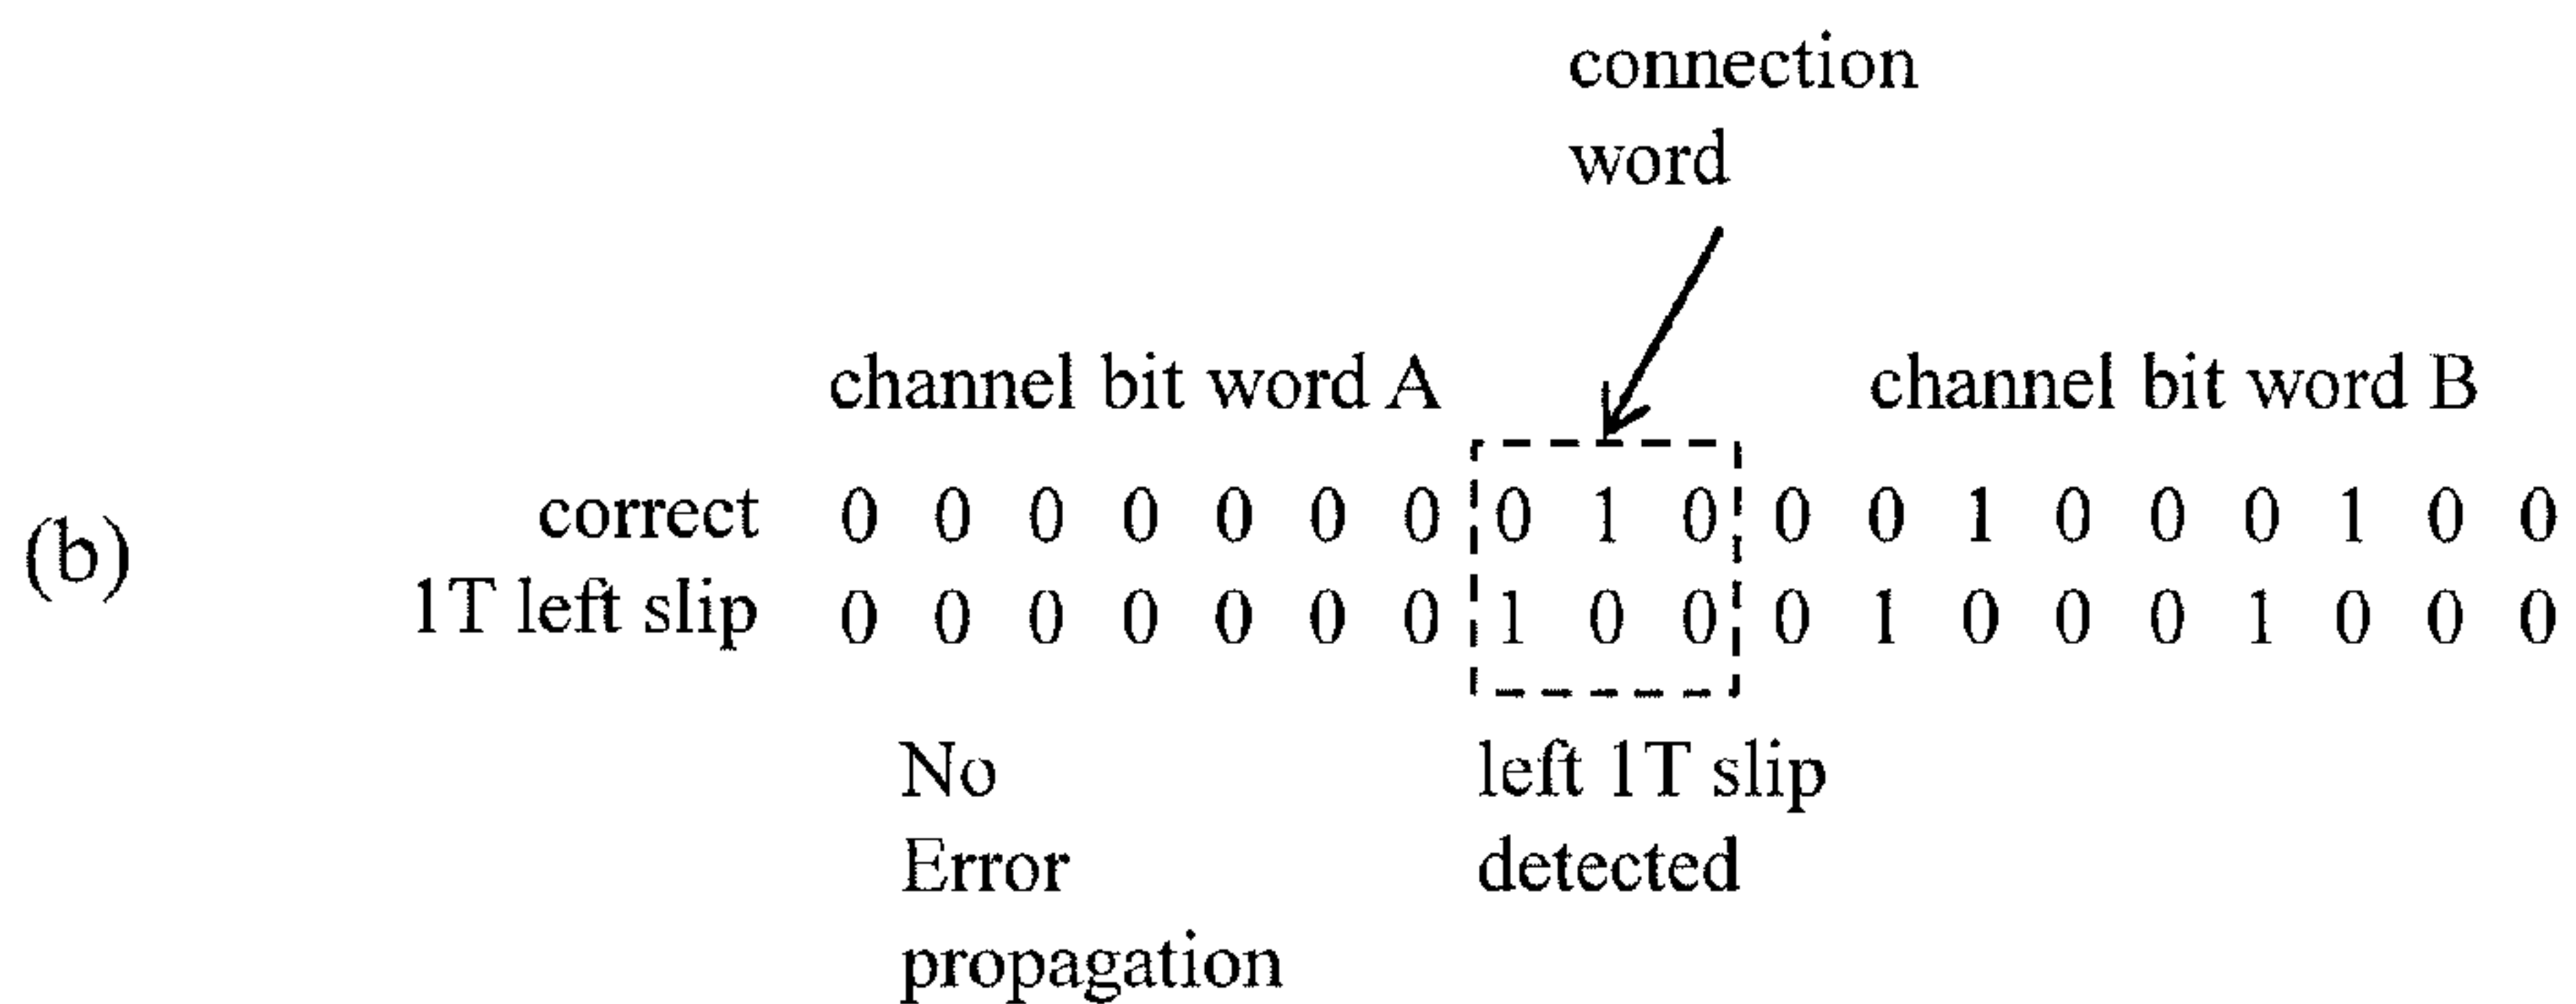 connection
word
channel bit word A channel bit word B
(b)
correct 0 0 0 0 0 0 0 0 1 0 0 0 1 0 0 0 1 0 0
1T left slip 0 0 0 0 0 0 0 1 0 0 0 1 0 0 0 1 0 0 0
No left 1T slip
Error detected
propagation